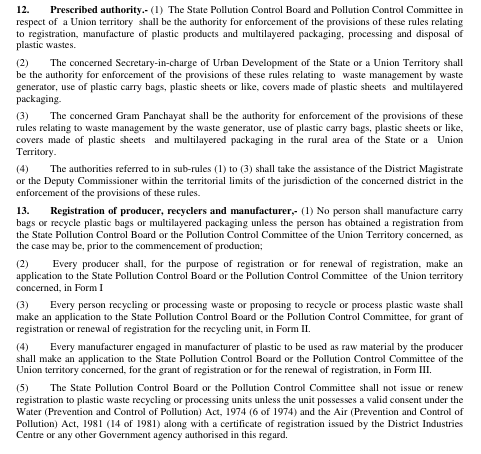 12. Prescribed authority.- (1) The State Pollution Control Board and Pollution Control Committee in
respect of a Union territory shall be the authority for enforcement of the provisions of these rules relating
to registration, manufacture of plastic products and multilayered packaging, processing and disposal of
plastic wastes.
(2) The concerned Secretary-in-charge of Urban Development of the State or a Union Territory shall
be the authority for enforcement of the provisions of these rules relating to waste management by waste
generator, use of plastic carry bags, plastic sheets or like, covers made of plastic sheets and multilayered
packaging.
(3) The concerned Gram Panchayat shall be the authority for enforcement of the provisions of these
rules relating to waste management by the waste generator, use of plastic carry bags, plastic sheets or like,
covers made of plastic sheets and multilayered packaging in the rural area of the State or a Union
Territory.
(4) The authorities referred to in sub-rules (1) to (3) shall take the assistance of the District Magistrate
or the Deputy Commissioner within the territorial limits of the jurisdiction of the concerned district in the
enforcement of the provisions of these rules.
13. Registration of producer, recyclers and manufacturer,- (1) No person shall manufacture carry
bags or recycle plastic bags or multilayered packaging unless the person has obtained a registration from
the State Pollution Control Board or the Pollution Control Committee of the Union Territory concerned, as
the case may be, prior to the commencement of production;
(2) Every producer shall, for the purpose of registration or for renewal of registration, make an
application to the State Pollution Control Board or the Pollution Control Committee of the Union territory
concerned, in Form I
(3) Every person recycling or processing waste or proposing to recycle or process plastic waste shall
make an application to the State Pollution Control Board or the Pollution Control Committee, for grant of
registration or renewal of registration for the recycling unit, in Form II.
(4) Every manufacturer engaged in manufacturer of plastic to be used as raw material by the producer
shall make an application to the State Pollution Control Board or the Pollution Control Committee of the
Union territory concerned, for the grant of registration or for the renewal of registration, in Form III.
(5) The State Pollution Control Board or the Pollution Control Committee shall not issue or renew
registration to plastic waste recycling or processing units unless the unit possesses a valid consent under the
Water (Prevention and Control of Pollution) Act, 1974 (6 of 1974) and the Air (Prevention and Control of
Pollution) Act, 1981 (14 of 1981) along with a certificate of registration issued by the District Industries
Centre or any other Government agency authorised in this regard.